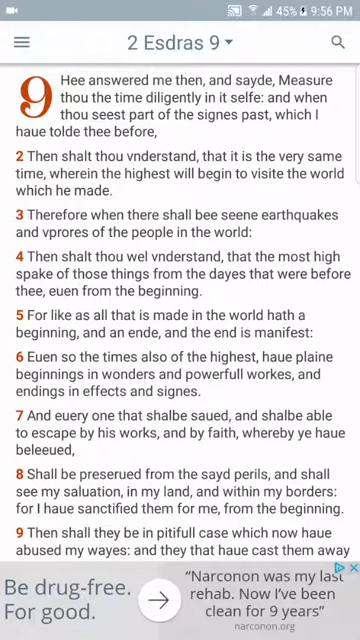 45% 9:56 PM
2 Esdras 9
9 Hee answered me then, and sayde, Measure
thou the time diligently in it selfe: and when
thou seest part of the signes past, which I
haue tolde thee before,
2 Then shalt thou vnderstand, that it is the very same
time, wherein the highest will begin to visite the world
which he made.
3 Therefore when there shall bee seene earthquakes
and vprores of the people in the world:
4 Then shalt thou wel vnderstand, that the most high
spake of those things from the dayes that were before
thee, euen from the beginning.
5 For like as all that is made in the world hath a
beginning, and an ende, and the end is manifest:
6 Euen so the times also of the highest, haue plaine
beginnings in wonders and powerfull workes, and
endings in effects and signes.
7 And euery one that shalbe saued, and shalbe able
to escape by his works, and by faith, whereby ye haue
beleeued,
8 Shall be preserued from the sayd perils, and shall
see my saluation, in my land, and within my borders:
for I haue sanctified them for me, from the beginning.
9 Then shall they be in pitifull case which now haue
abused my wayes: and they that haue cast them away
Be drug-free.
For good.
“Narconon was my last
rehab. Now I’ve been
clean for 9 years”
narconon.org